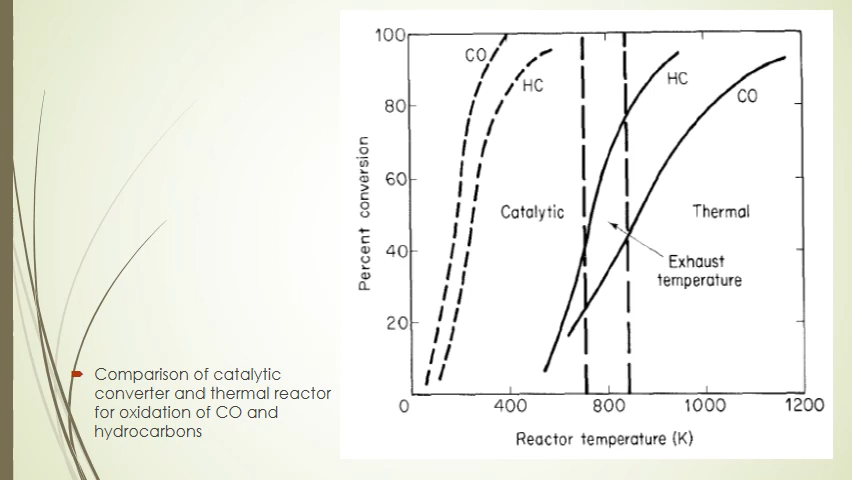 100
CO
HC
HC
CO
80
60
Catalytic
Thermal
40
Exhaust
temperature
20
0
400
800
1000
1200
Percent conversion
Reactor temperature (K)
Comparison of catalytic
converter and thermal reactor
for oxidation of CO and
hydrocarbons